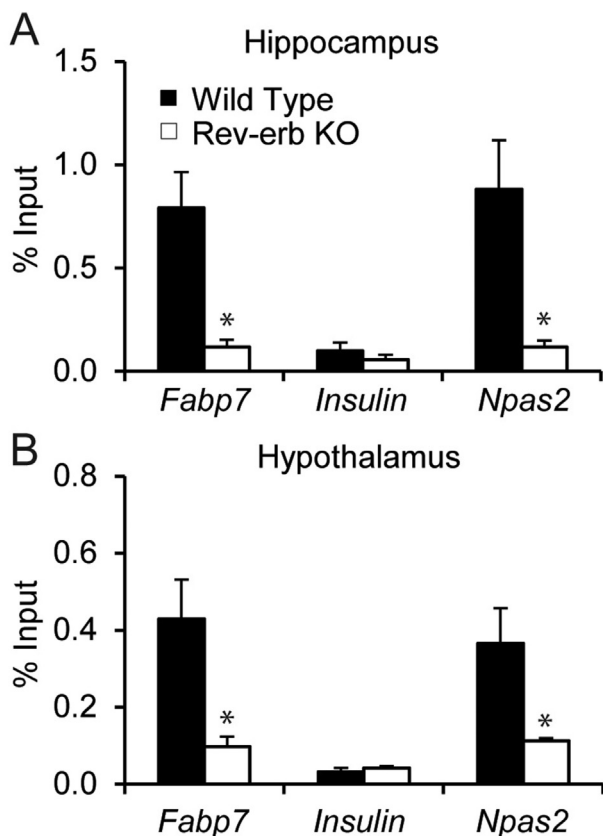 A
Hippocampus
1.5
Wild Type
Rev-erb KO
1.0
% Input
0.5
*
*
0.0
Fabp7 Insulin Npas2
B
Hypothalamus
0.8
0.6
% Input
0.4
0.2
*
*
0.0
Fabp7 Insulin Npas2